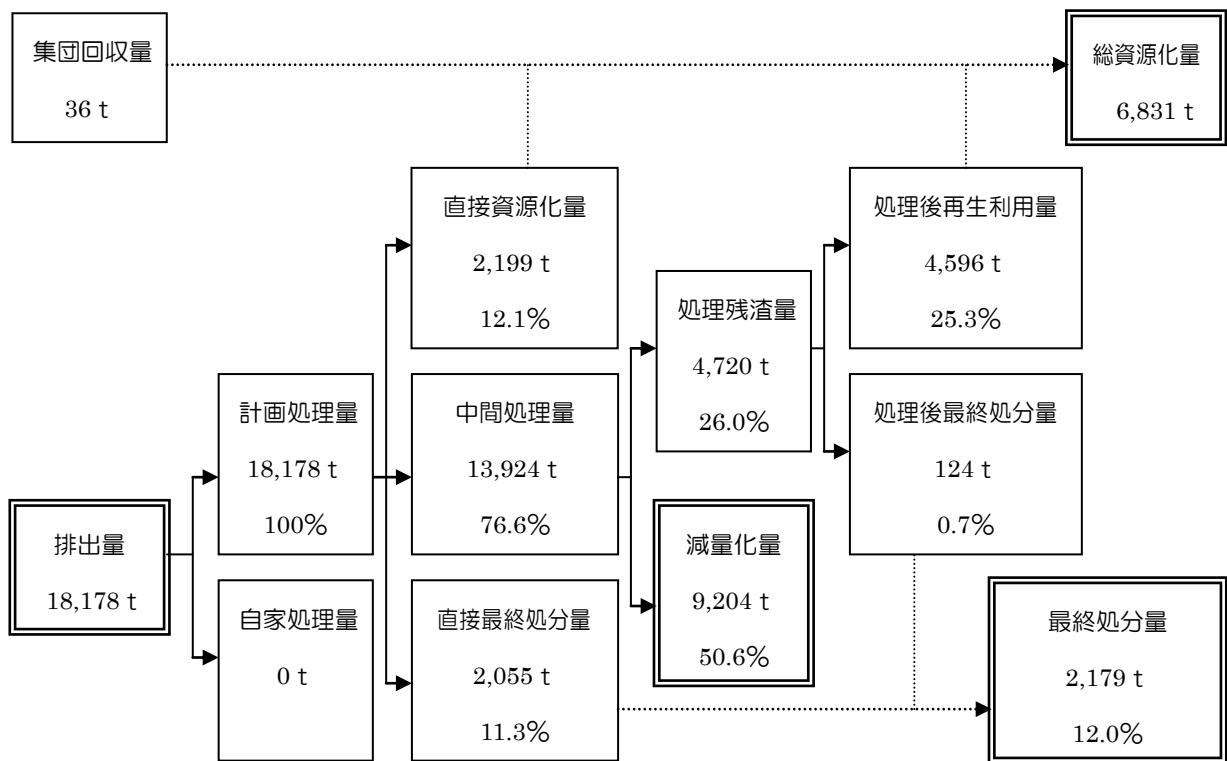 集団回収量
36 t
総資源化量
6,831 t
直接資源化量
2,199 t
12.1%
処理後再生利用量
4,596 t
25.3%
処理残渣量
4,720 t
26.0%
計画処理量
18,178 t
100%
中間処理量
13,924 t
76.6%
処理後最終処分量
124 t
0.7%
排出量
18,178 t
減量化量
9,204 t
50.6%
自家処理量
0 t
直接最終処分量
2,055 t
11.3%
最終処分量
2,179 t
12.0%